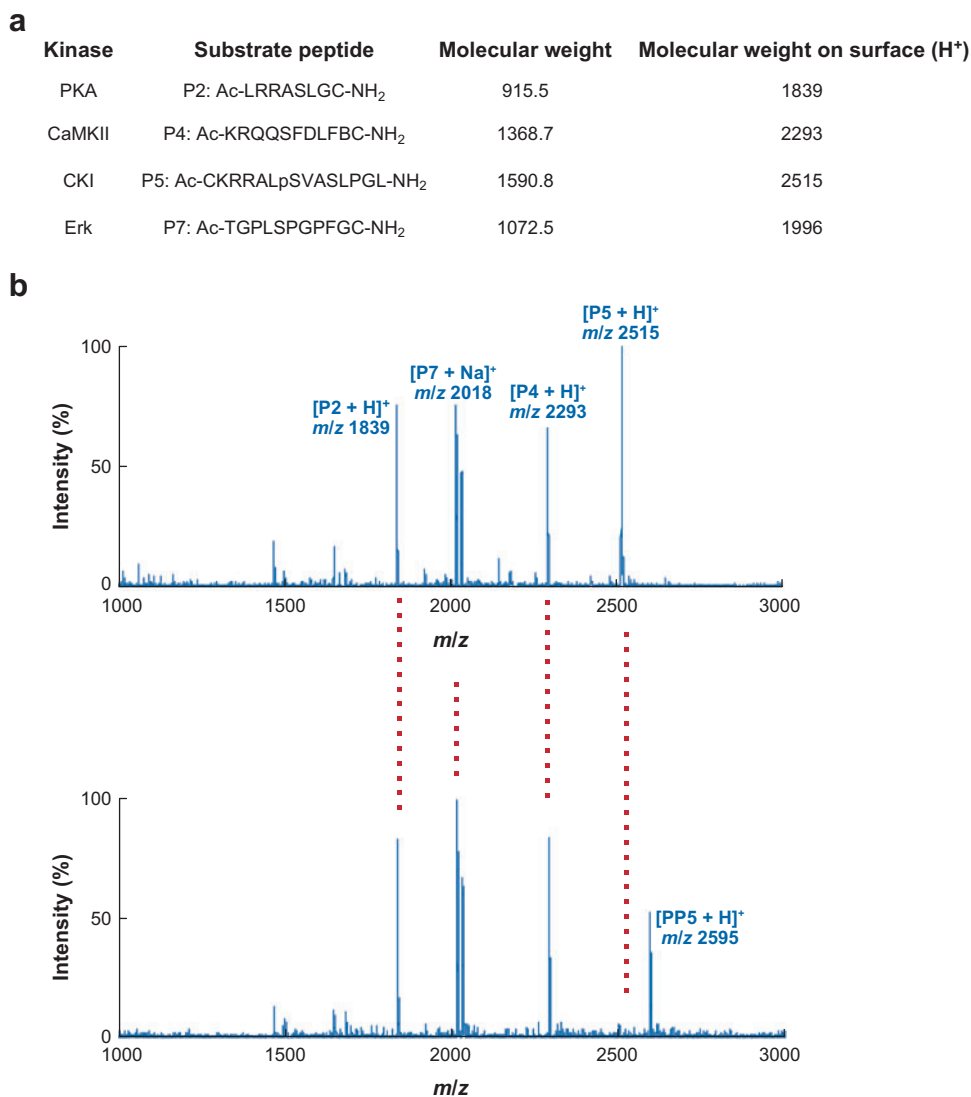 a
Kinase Substrate peptide Molecular weight Molecular weight on surface (H⁺)
PKA P2: Ac-LRRASLGC-NH₂ 915.5 1839
CaMKII P4: Ac-KRQQSFDLFBC-NH₂ 1368.7 2293
CKI P5: Ac-CKRRALpSVASLPGL-NH₂ 1590.8 2515
Erk P7: Ac-TGPLSPGPFGC-NH₂ 1072.5 1996
b
[P5 + H]⁺
m/z 2515
[P7 + Na]⁺
m/z 2018
[P4 + H]⁺
m/z 2293
[P2 + H]⁺
m/z 1839
Intensity (%)
100
50
0
1000 1500 2000 2500 3000
m/z
Intensity (%)
100
50
0
[PP5 + H]⁺
m/z 2595
1000 1500 2000 2500 3000
m/z